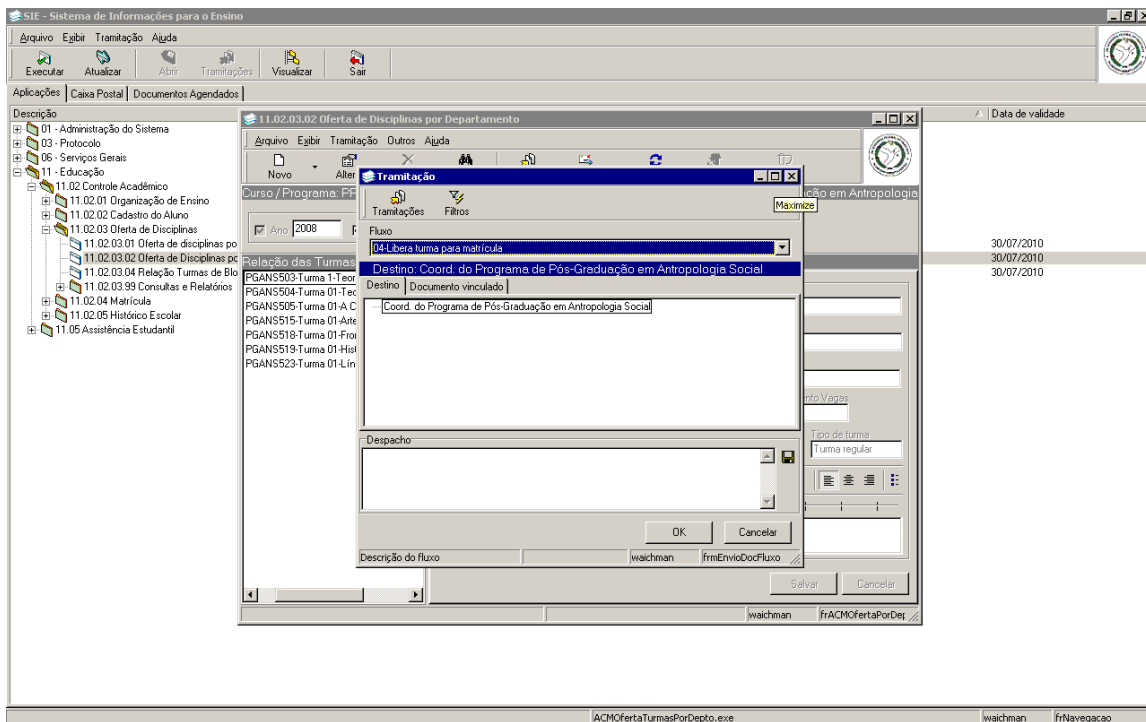 SIE - Sistema de Informações para o Ensino
Arquivo Exibir Tramitação Ajuda
Executar Atualizar Abrir Tramitações Visualizar Sair
Aplicações Caixa Postal Documentos Agendados
Descrição
Data de validade
01 - Administração do Sistema
03 - Protocolo
06 - Serviços Gerais
11 - Educação
11.02 Controle Acadêmico
11.02.01 Organização de Ensino
11.02.02 Cadastro do Aluno
11.02.03 Oferta de Disciplinas
11.02.03.01 Oferta de disciplinas po
11.02.03.02 Oferta de Disciplinas po
11.02.03.04 Relação Turmas de Blo
11.02.03.99 Consultas e Relatórios
11.02.04 Matrícula
11.02.05 Histórico Escolar
11.05 Assistência Estudantil
30/07/2010
30/07/2010
30/07/2010
11.02.03.02 Oferta de Disciplinas por Departamento
Arquivo Exibir Tramitação Outros Ajuda
Novo Alter
Curso / Programa: PP
ção em Antropologia
Ano 2008
Relação das Turmas
PGANS503-Turma 1-Teor
PGANS504-Turma 01-Teo
PGANS505-Turma 01-A C
PGANS515-Turma 01-Arte
PGANS518-Turma 01-Fror
PGANS519-Turma 01-Hist
PGANS523-Turma 01-Lín
nto Vagas
Tipo de turma
Turma regular
Salvar Cancelar
waichman frACMOfertaPorDep
Tramitação
Maximize
Tramitações Filtros
Fluxo
04-Libera turma para matrícula
Destino: Coord. do Programa de Pós-Graduação em Antropologia Social
Destino Documento vinculado
Coord. do Programa de Pós-Graduação em Antropologia Social
Despacho
OK Cancelar
Descrição do fluxo waichman frmEnvioDocFluxo
ACMOfertaTurmasPorDepto.exe waichman frNavegacao